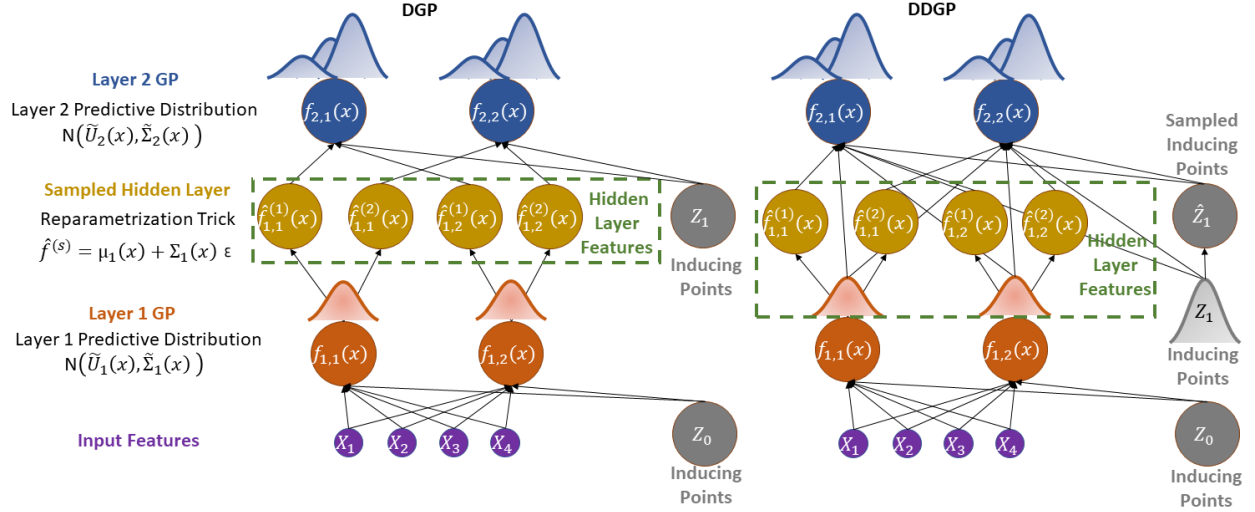 DGP
DDGP
Layer 2 GP
Layer 2 Predictive Distribution
N(Ũ₂(x), Σ̃₂(x) )
f₂,₁(x)
f₂,₂(x)
f₂,₁(x)
f₂,₂(x)
Sampled
Inducing
Points
Sampled Hidden Layer
Reparametrization Trick
f̂⁽ˢ⁾ = μ₁(x) + Σ₁(x) ε
f̂₁,₁⁽¹⁾(x)
f̂₁,₁⁽²⁾(x)
f̂₁,₂⁽¹⁾(x)
f̂₁,₂⁽²⁾(x)
Hidden
Layer
Features
Z₁
Inducing
Points
f̂₁,₁⁽¹⁾(x)
f̂₁,₁⁽²⁾(x)
f̂₁,₂⁽¹⁾(x)
f̂₁,₂⁽²⁾(x)
Hidden
Layer
Features
Ẑ₁
Z₁
Inducing
Points
Layer 1 GP
Layer 1 Predictive Distribution
N(Ũ₁(x), Σ̃₁(x) )
f₁,₁(x)
f₁,₂(x)
f₁,₁(x)
f₁,₂(x)
Input Features
X₁
X₂
X₃
X₄
Z₀
Inducing
Points
X₁
X₂
X₃
X₄
Z₀
Inducing
Points